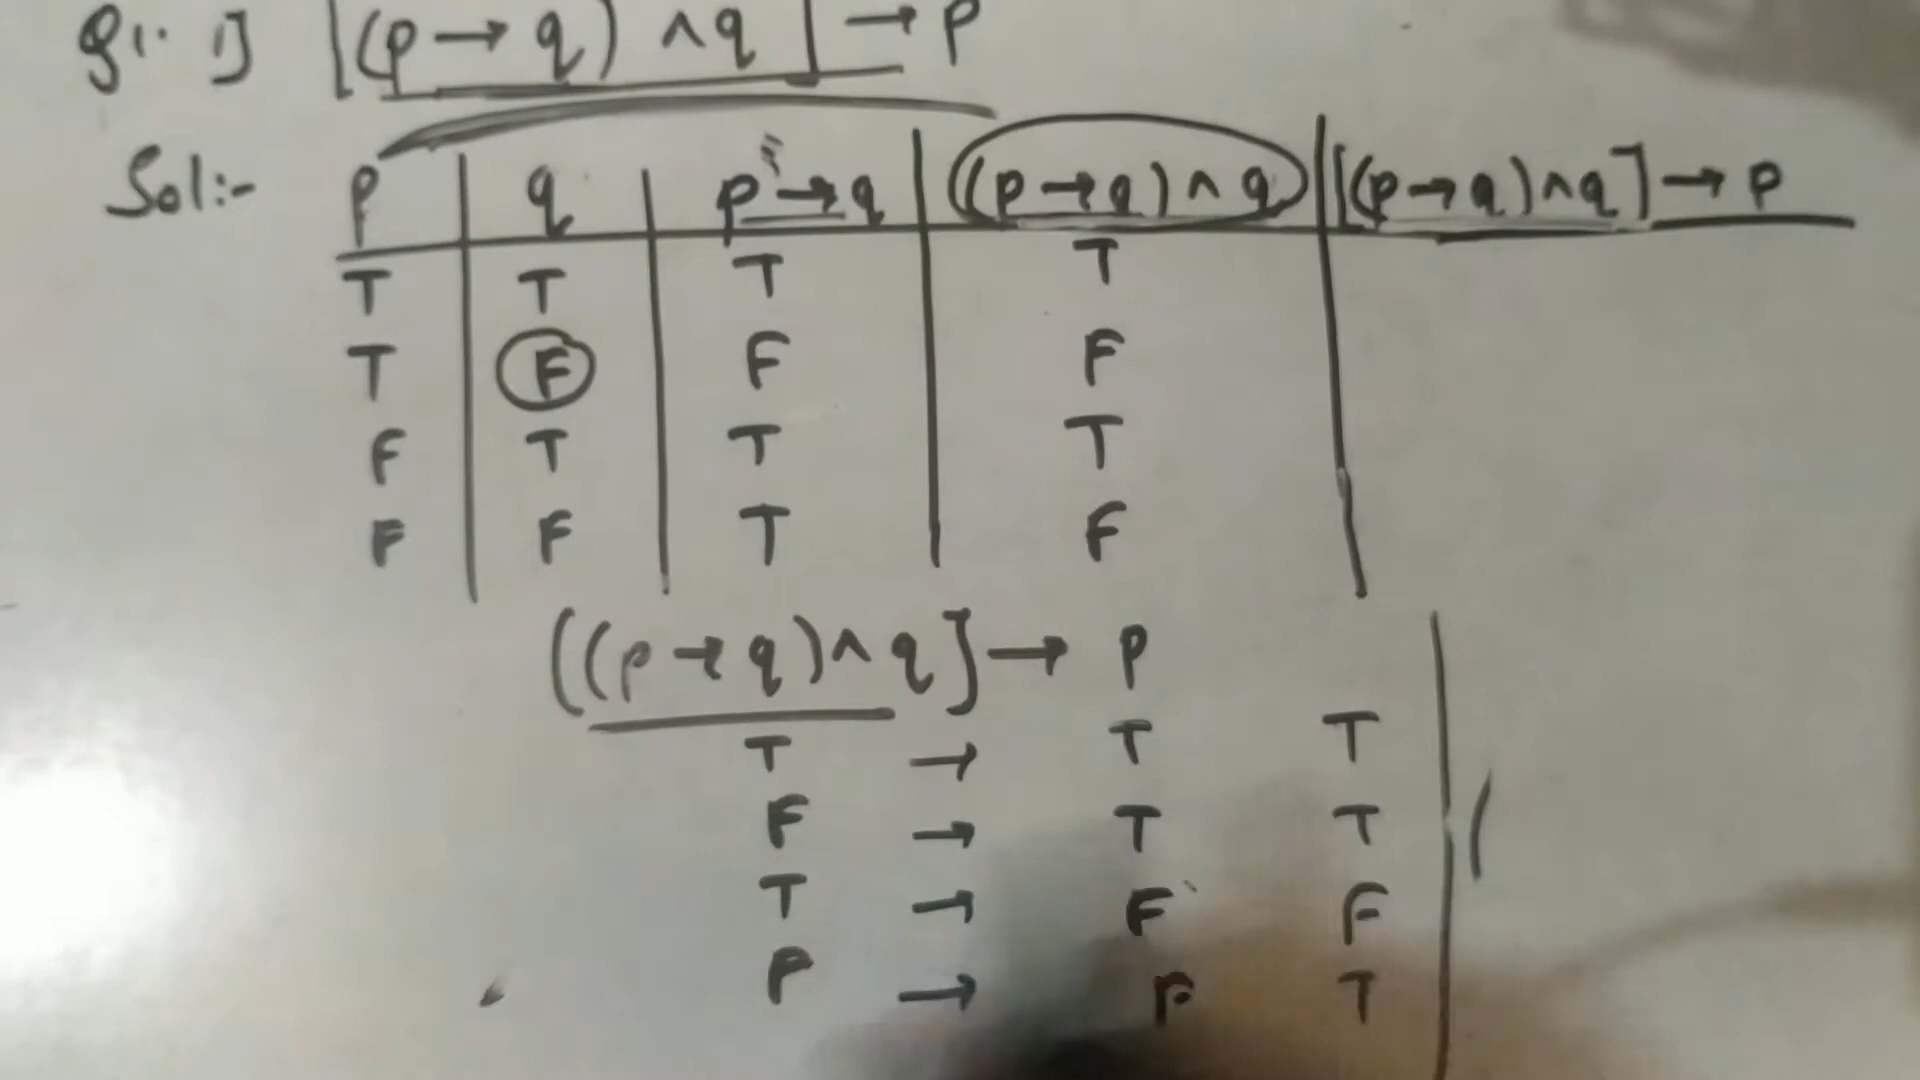 Q1. 1] [(p → q) ∧ q] → p
Sol:- p q p → q ((p → q) ∧ q) [(p → q) ∧ q] → p
T T T T
T F F F
F T T T
F F T F
((p → q) ∧ q] → p
T → T T
F → T T
T → F F
F → F T